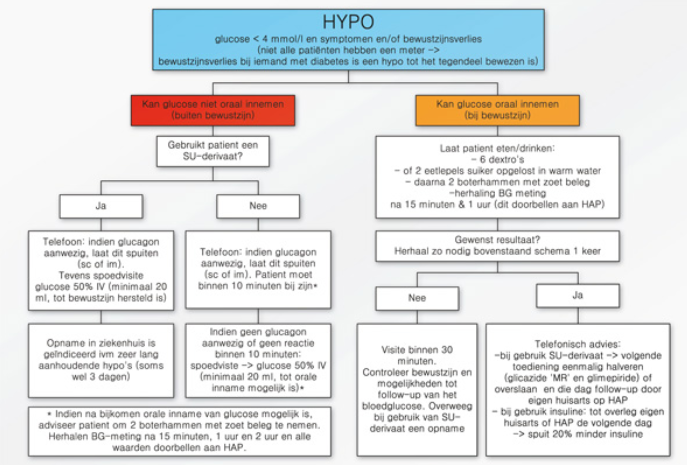 HYPO
glucose < 4 mmol/l en symptomen en/of bewustzijnsverlies
(niet alle patiënten hebben een meter ->
bewustzijnsverlies bij iemand met diabetes is een hypo tot het tegendeel bewezen is)
Kan glucose niet oraal innemen
(buiten bewustzijn)
Gebruikt patient een
SU-derivaat?
Ja
Nee
Telefoon: indien glucagon
aanwezig, laat dit spuiten
(sc of im).
Tevens spoedvisite
glucose 50% IV (minimaal 20
ml, tot bewustzijn hersteld is)
Opname in ziekenhuis is
geïndiceerd ivm zeer lang
aanhoudende hypo's (soms
wel 3 dagen)
Telefoon: indien glucagon
aanwezig, laat dit spuiten
(sc of im). Patient moet
binnen 10 minuten bij zijn*
Indien geen glucagon
aanwezig of geen reactie
binnen 10 minuten:
spoedviste -> glucose 50% IV
(minimaal 20 ml, tot orale
inname mogelijk is)*
* Indien na bijkomen orale inname van glucose mogelijk is,
adviseer patient om 2 boterhammen met zoet beleg te nemen.
Herhalen BG-meting na 15 minuten, 1 uur en 2 uur en alle
waarden doorbellen aan HAP.
Kan glucose oraal innemen
(bij bewustzijn)
Laat patient eten/drinken:
- 6 dextro's
- of 2 eetlepels suiker opgelost in warm water
- daarna 2 boterhammen met zoet beleg
-herhaling BG meting
na 15 minuten & 1 uur (dit doorbellen aan HAP)
Gewenst resultaat?
Herhaal zo nodig bovenstaand schema 1 keer
Nee
Ja
Visite binnen 30
minuten.
Controleer bewustzijn en
mogelijkheden tot
follow-up van het
bloedglucose. Overweeg
bij gebruik van SU-
derivaat een opname
Telefonisch advies:
-bij gebruik SU-derivaat -> volgende
toediening eenmalig halveren
(glicazide 'MR' en glimepiride) of
overslaan en die dag follow-up door
eigen huisarts op HAP
- bij gebruik insuline: tot overleg eigen
huisarts of HAP de volgende dag
-> spuit 20% minder insuline